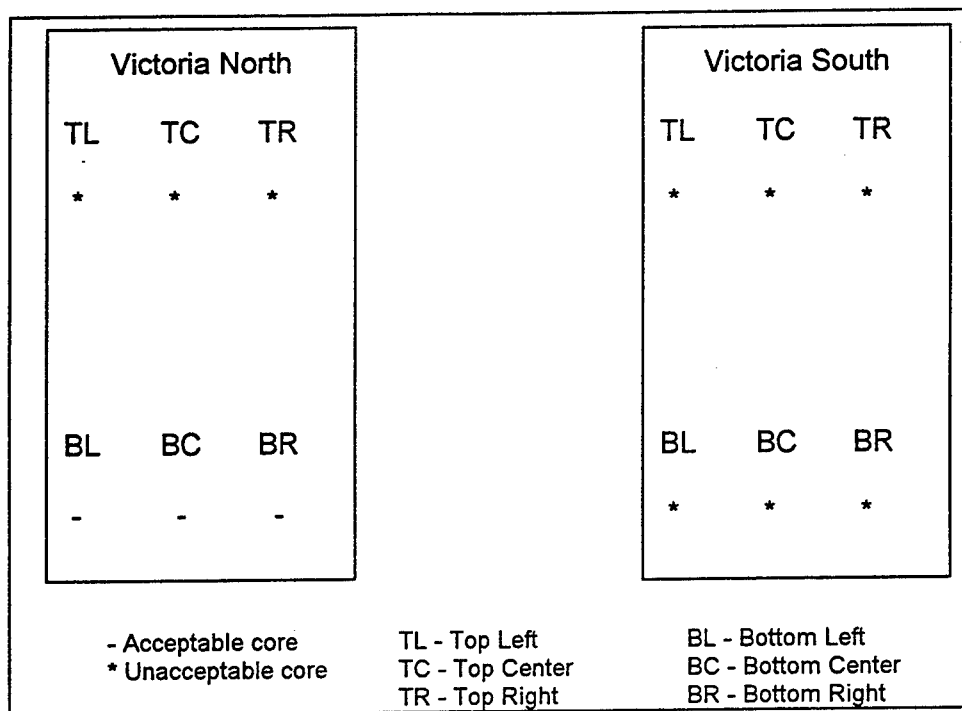 Victoria North
TL TC TR
* * *
BL BC BR
- - -
Victoria South
TL TC TR
* * *
BL BC BR
* * *
- Acceptable core
* Unacceptable core
TL - Top Left
TC - Top Center
TR - Top Right
BL - Bottom Left
BC - Bottom Center
BR - Bottom Right